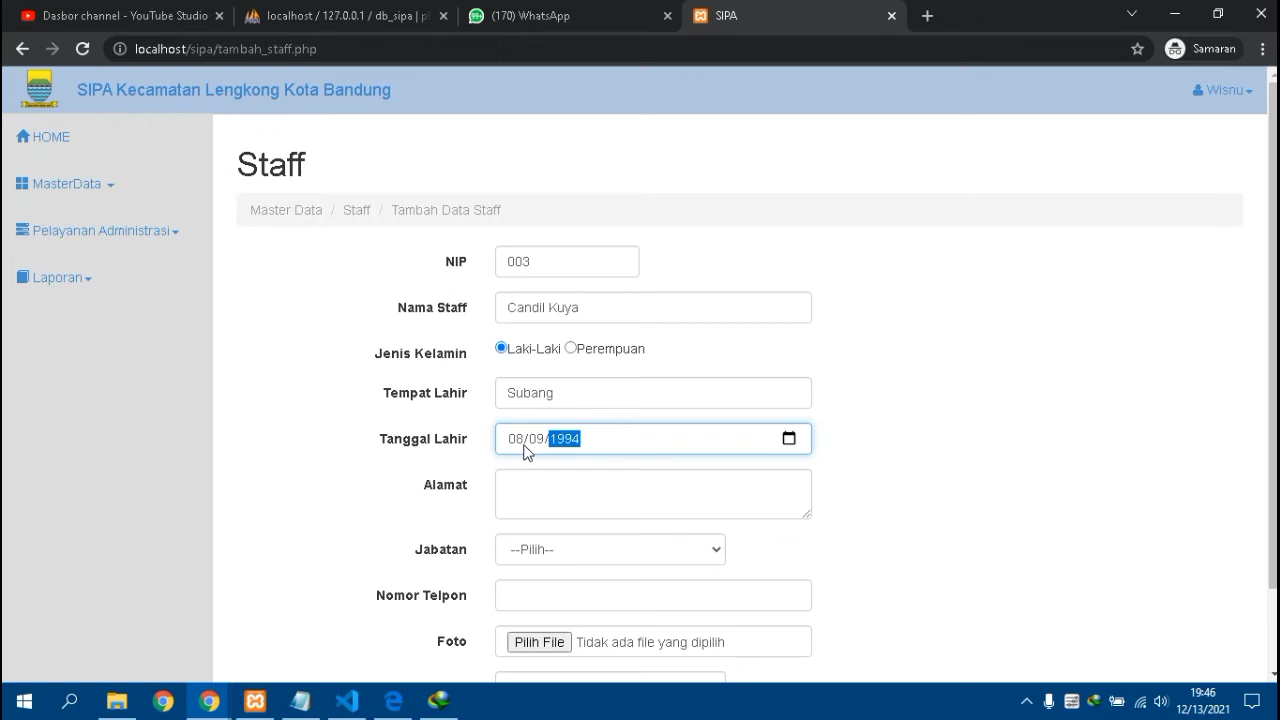 Dasbor channel - YouTube Studio
localhost / 127.0.0.1 / db_sipa | p
(170) WhatsApp
SIPA
localhost/sipa/tambah_staff.php
Samaran
SIPA Kecamatan Lengkong Kota Bandung
Wisnu
HOME
MasterData
Pelayanan Administrasi
Laporan
Staff
Master Data / Staff / Tambah Data Staff
NIP 003
Nama Staff Candil Kuya
Jenis Kelamin Laki-Laki Perempuan
Tempat Lahir Subang
Tanggal Lahir 08/09/1994
Alamat
Jabatan --Pilih--
Nomor Telpon
Foto Pilih File Tidak ada file yang dipilih
19:46
12/13/2021